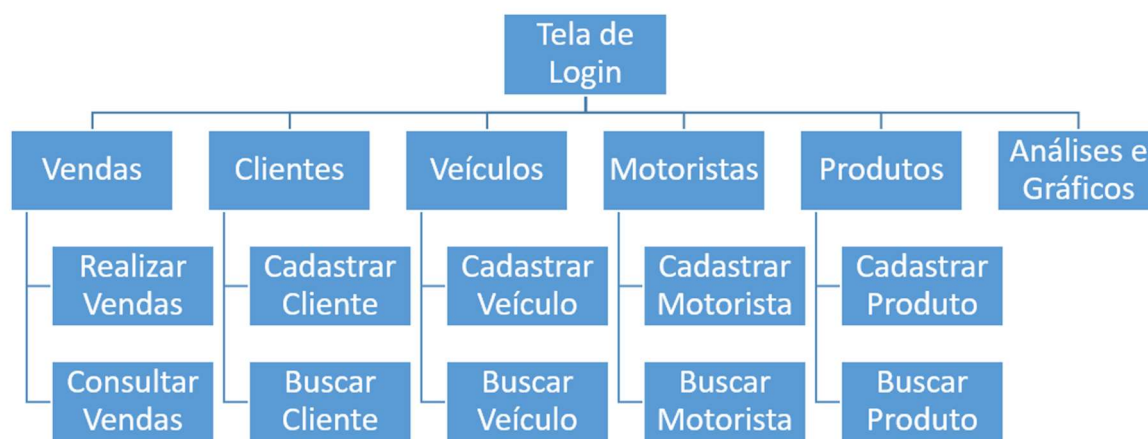 Tela de
Login
Vendas
Clientes
Veículos
Motoristas
Produtos
Análises e
Gráficos
Realizar
Vendas
Cadastrar
Cliente
Cadastrar
Veículo
Cadastrar
Motorista
Cadastrar
Produto
Consultar
Vendas
Buscar
Cliente
Buscar
Veículo
Buscar
Motorista
Buscar
Produto